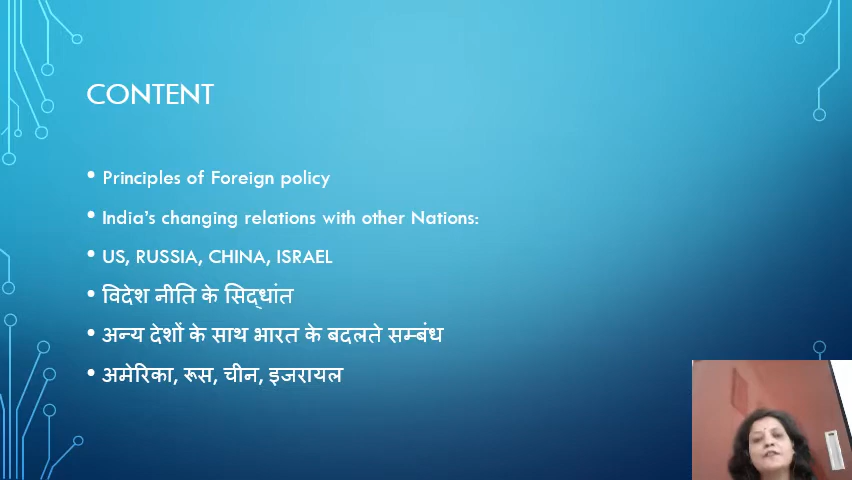 CONTENT
• Principles of Foreign policy
• India's changing relations with other Nations:
• US, RUSSIA, CHINA, ISRAEL
• विदेश नीति के सिद्धांत
• अन्य देशों के साथ भारत के बदलते सम्बंध
• अमेरिका, रूस, चीन, इजरायल